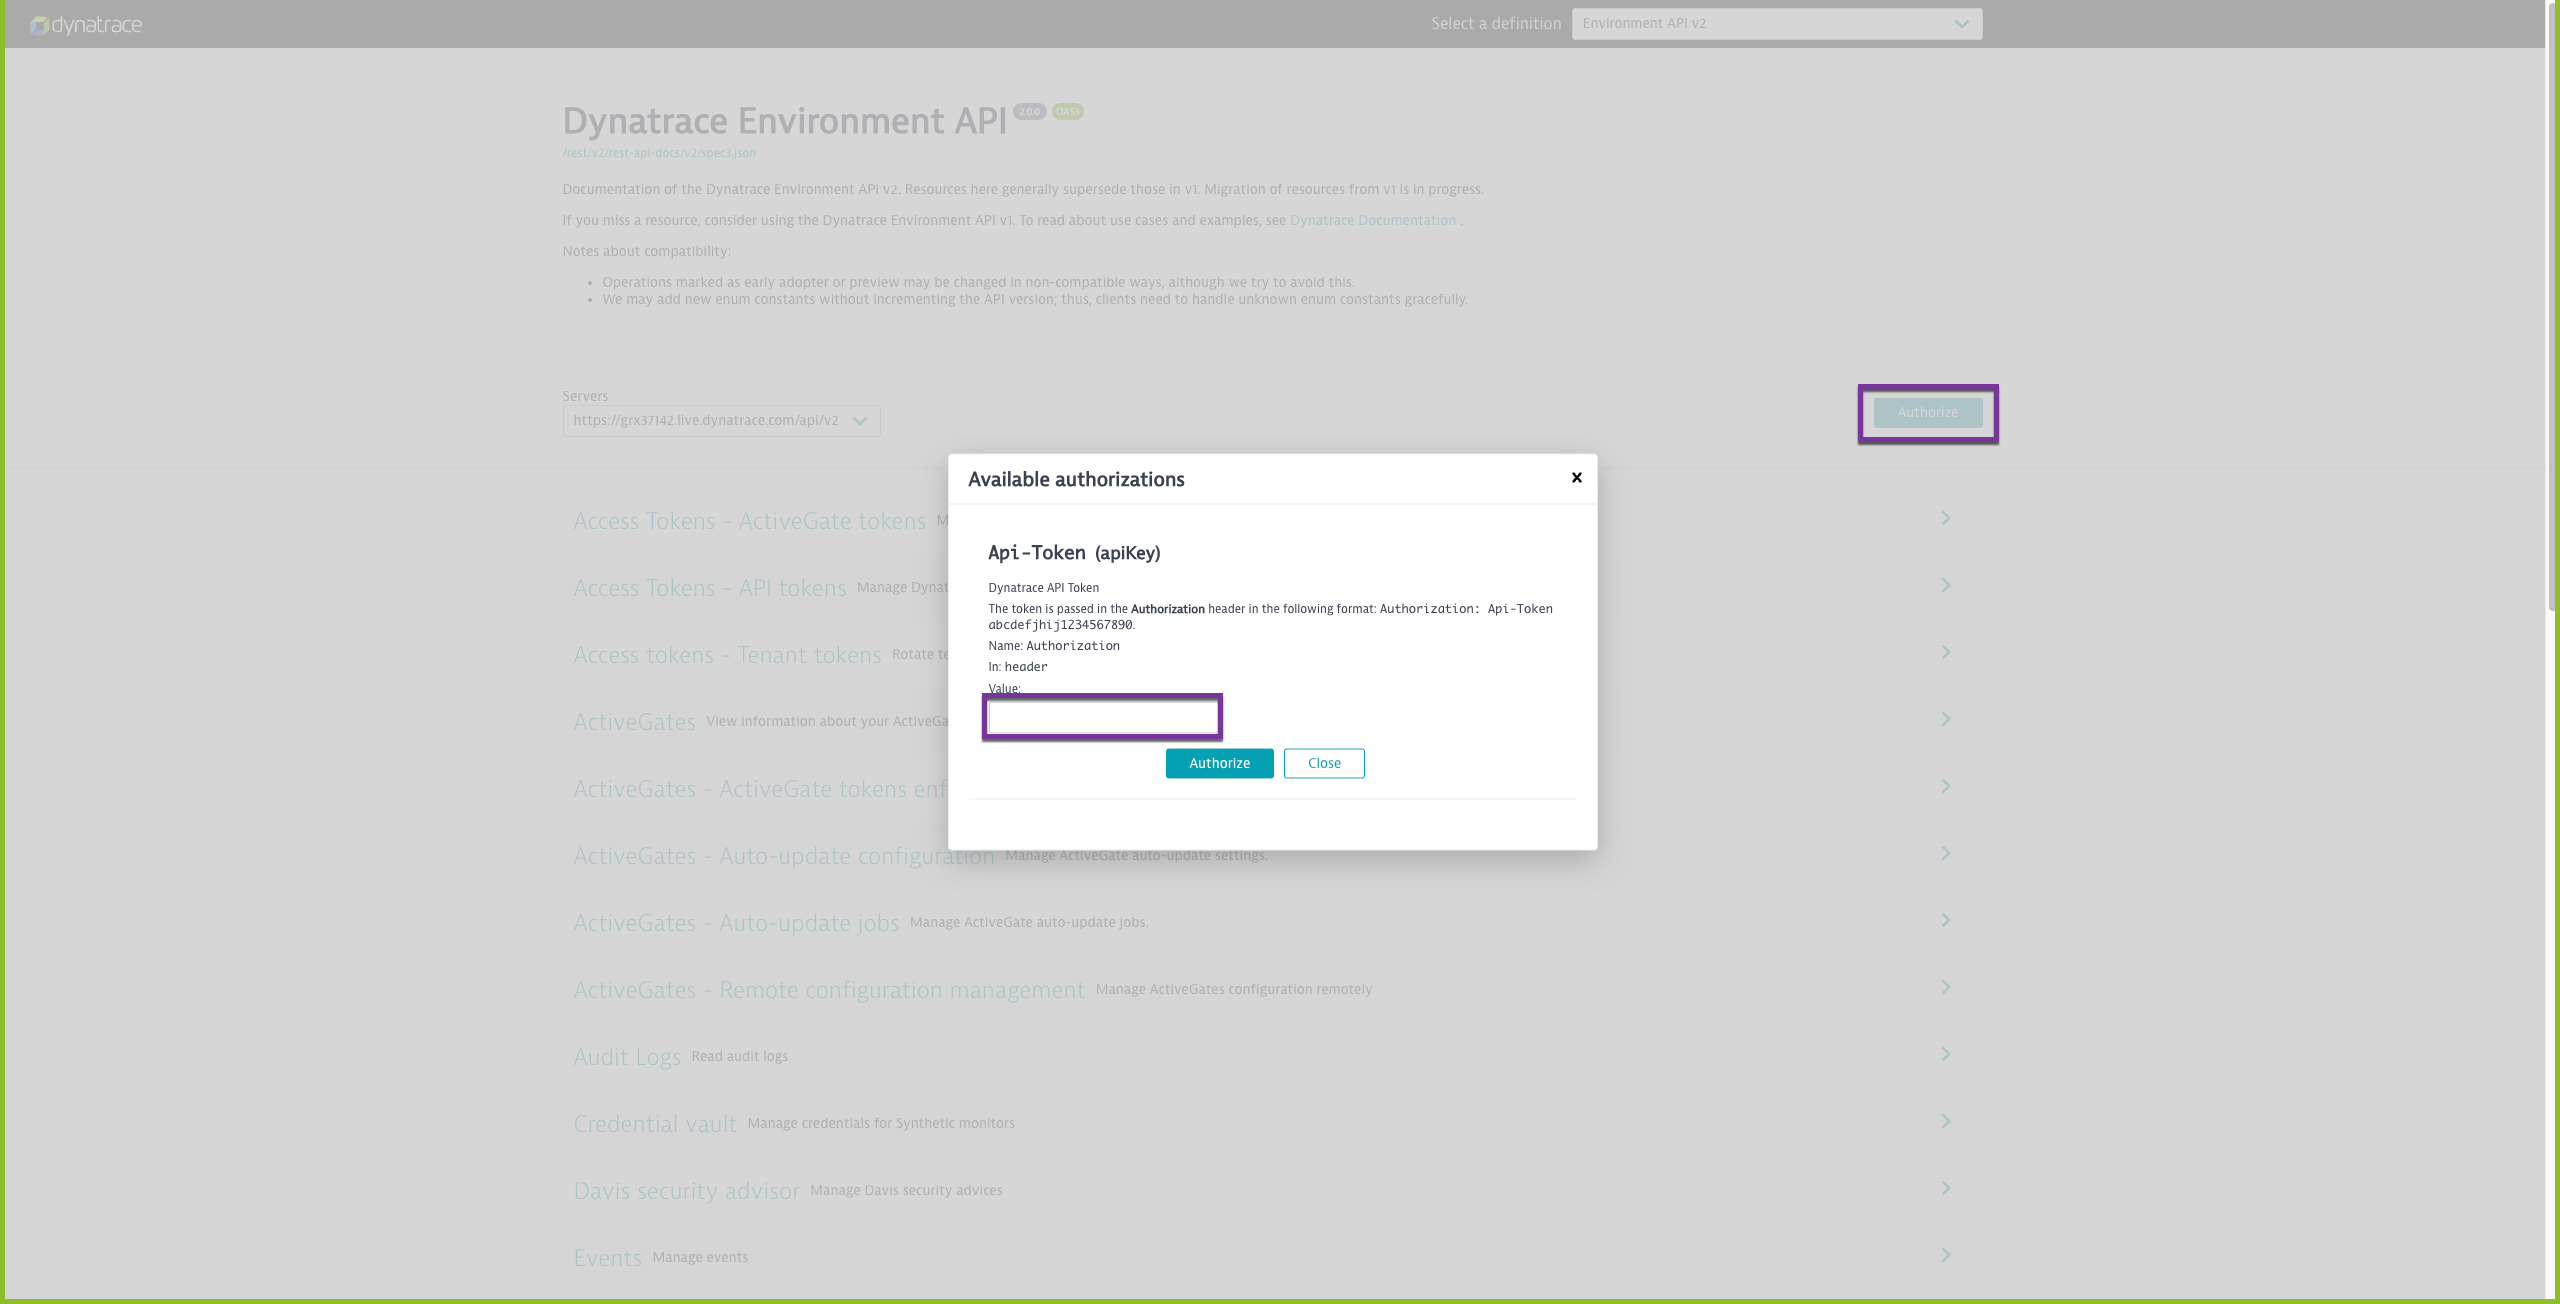 dynatrace
Select a definition
Environment API v2
Dynatrace Environment API 2.0.0 OAS3
/rest/v2/rest-api-docs/v2/spec3.json
Documentation of the Dynatrace Environment API v2. Resources here generally supersede those in v1. Migration of resources from v1 is in progress.
If you miss a resource, consider using the Dynatrace Environment API v1. To read about use cases and examples, see Dynatrace Documentation .
Notes about compatibility:
• Operations marked as early adopter or preview may be changed in non-compatible ways, although we try to avoid this.
• We may add new enum constants without incrementing the API version; thus, clients need to handle unknown enum constants gracefully.
Servers
https://grx37142.live.dynatrace.com/api/v2
Authorize
Available authorizations
Api-Token (apiKey)
Dynatrace API Token
The token is passed in the Authorization header in the following format: Authorization: Api-Token
abcdefjhij1234567890.
Name: Authorization
In: header
Value:
Authorize
Close
Access Tokens - ActiveGate tokens M
Access Tokens - API tokens Manage Dynat
Access tokens - Tenant tokens Rotate te
ActiveGates View information about your ActiveGa
ActiveGates - ActiveGate tokens enf
ActiveGates - Auto-update configuration Manage ActiveGate auto-update settings.
ActiveGates - Auto-update jobs Manage ActiveGate auto-update jobs.
ActiveGates - Remote configuration management Manage ActiveGates configuration remotely
Audit Logs Read audit logs
Credential vault Manage credentials for Synthetic monitors
Davis security advisor Manage Davis security advices
Events Manage events